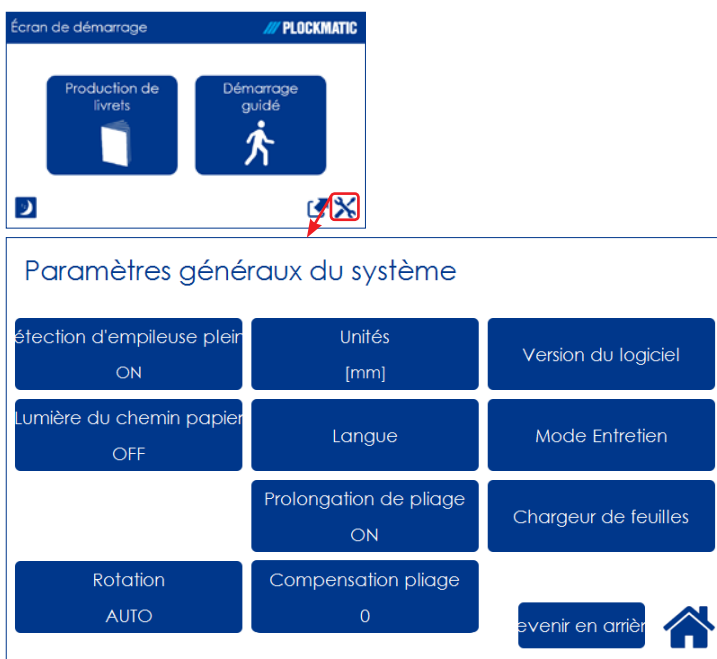 Écran de démarrage
PLOCKMATIC
Production de
livrets
Démarrage
guidé
Paramètres généraux du système
étection d'empileuse plein
ON
Unités
[mm]
Version du logiciel
Lumière du chemin papier
OFF
Langue
Mode Entretien
Prolongation de pliage
ON
Chargeur de feuilles
Rotation
AUTO
Compensation pliage
0
evenir en arrièr